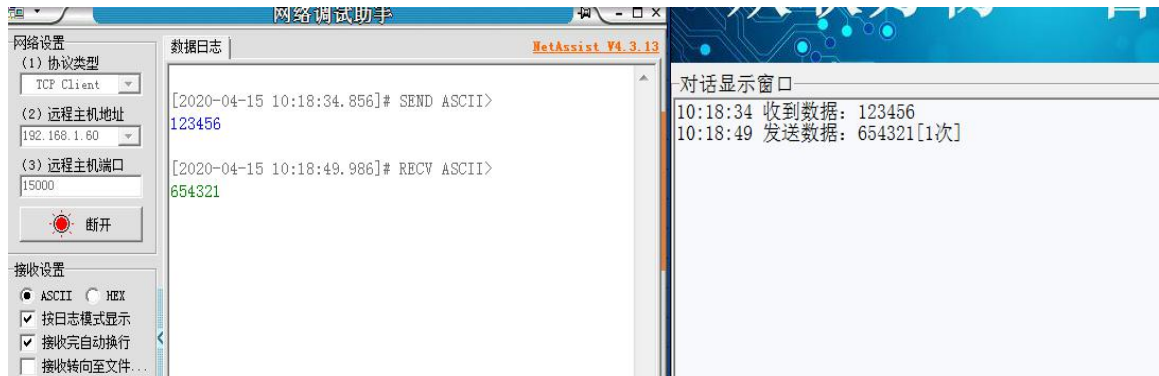 网络调试助手
网络设置
(1) 协议类型
TCP Client
(2) 远程主机地址
192.168.1.60
(3) 远程主机端口
15000
断开
接收设置
ASCII HEX
按日志模式显示
接收完自动换行
接收转向至文件...
数据日志
NetAssist V4.3.13
[2020-04-15 10:18:34.856]# SEND ASCII>
123456
[2020-04-15 10:18:49.986]# RECV ASCII>
654321
对话显示窗口
10:18:34 收到数据: 123456
10:18:49 发送数据: 654321[1次]